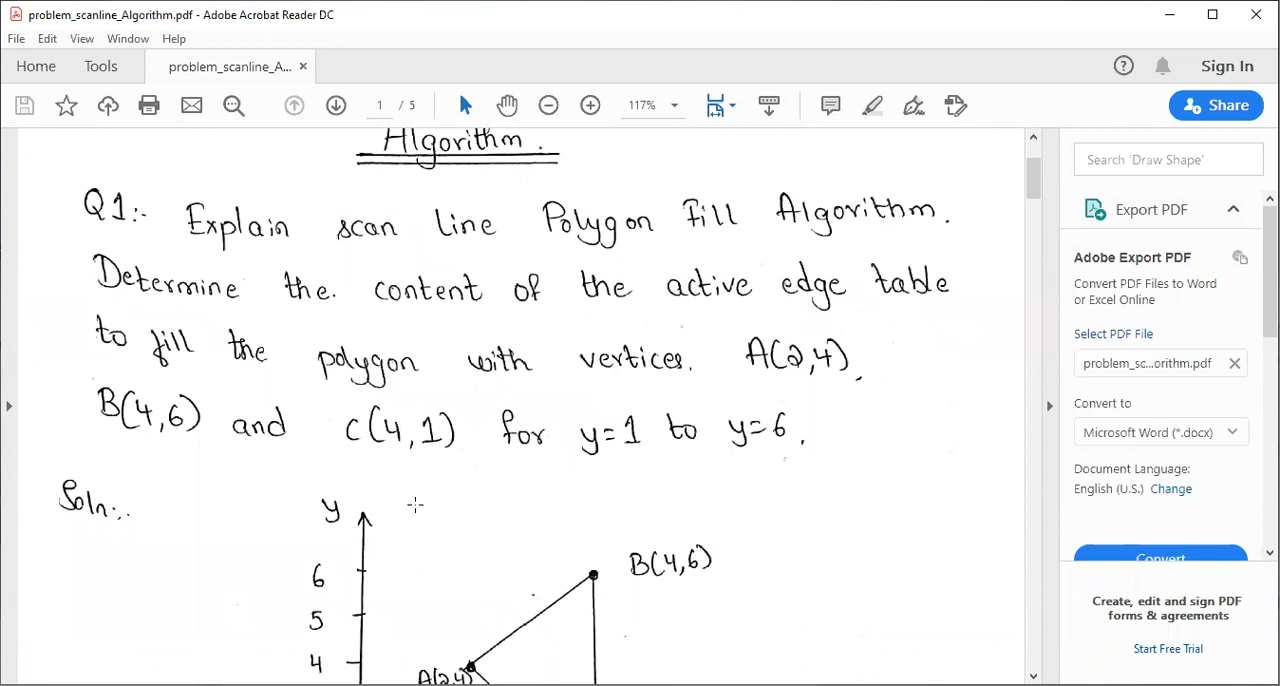 problem_scanline_Algorithm.pdf - Adobe Acrobat Reader DC
File Edit View Window Help
Home Tools problem_scanline_A... × Sign In
1 / 5 117% Share
Algorithm.
Q1:- Explain scan line Polygon Fill Algorithm.
Determine the. content of the active edge table
to fill the polygon with vertices. A(2,4),
B(4,6) and C(4,1) for y=1 to y=6.
Soln:.
y
6
B(4,6)
5
4
A(2,4)
Search 'Draw Shape'
Export PDF
Adobe Export PDF
Convert PDF Files to Word
or Excel Online
Select PDF File
problem_sc...orithm.pdf
Convert to
Microsoft Word (*.docx)
Document Language:
English (U.S.) Change
Convert
Create, edit and sign PDF
forms & agreements
Start Free Trial